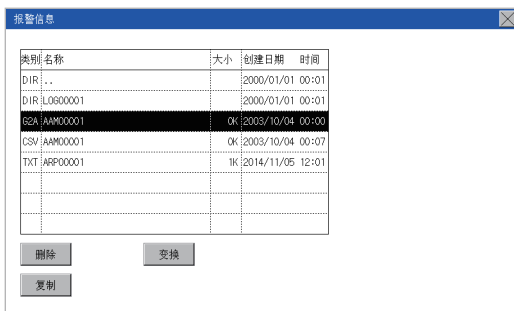 报警信息
类别 名称 大小 创建日期 时间
DIR .. 2000/01/01 00:01
DIR LOG00001 2000/01/01 00:01
G2A AAM00001 0K 2003/10/04 00:00
CSV AAM00001 0K 2003/10/04 00:07
TXT ARP00001 1K 2014/11/05 12:01
删除 变换
复制